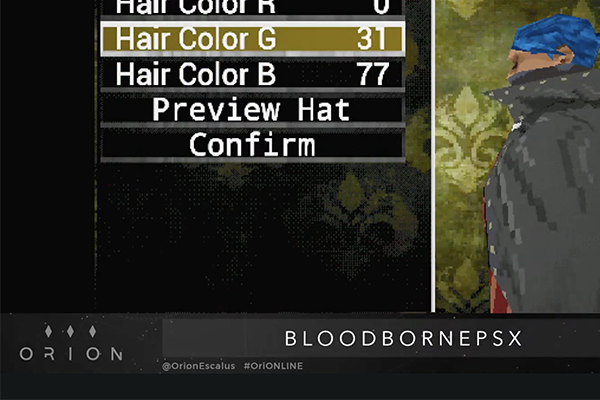 Hair Color R 0
Hair Color G 31
Hair Color B 77
Preview Hat
Confirm
BLOODBORNEPSX
ORION
@OrionEscalus #OriONLINE